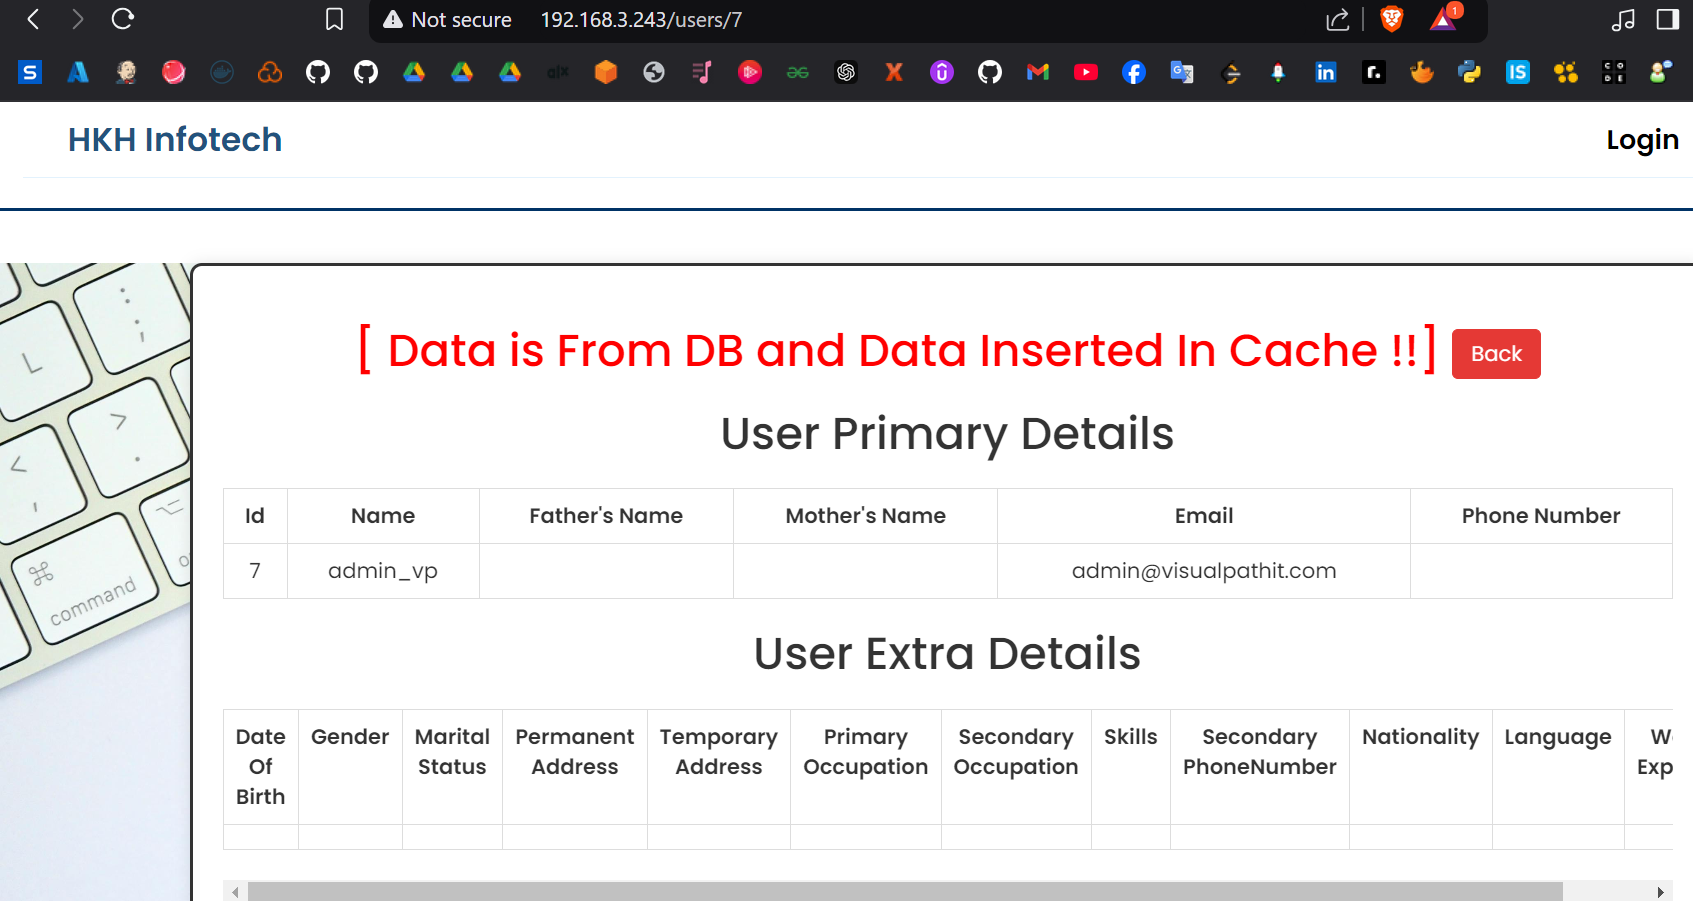 Not secure 192.168.3.243/users/7
1
HKH Infotech
Login
[ Data is From DB and Data Inserted In Cache !!]
Back
User Primary Details
Id Name Father's Name Mother's Name Email Phone Number
7 admin_vp admin@visualpathit.com
User Extra Details
Date Of Birth Gender Marital Status Permanent Address Temporary Address Primary Occupation Secondary Occupation Skills Secondary PhoneNumber Nationality Language
command